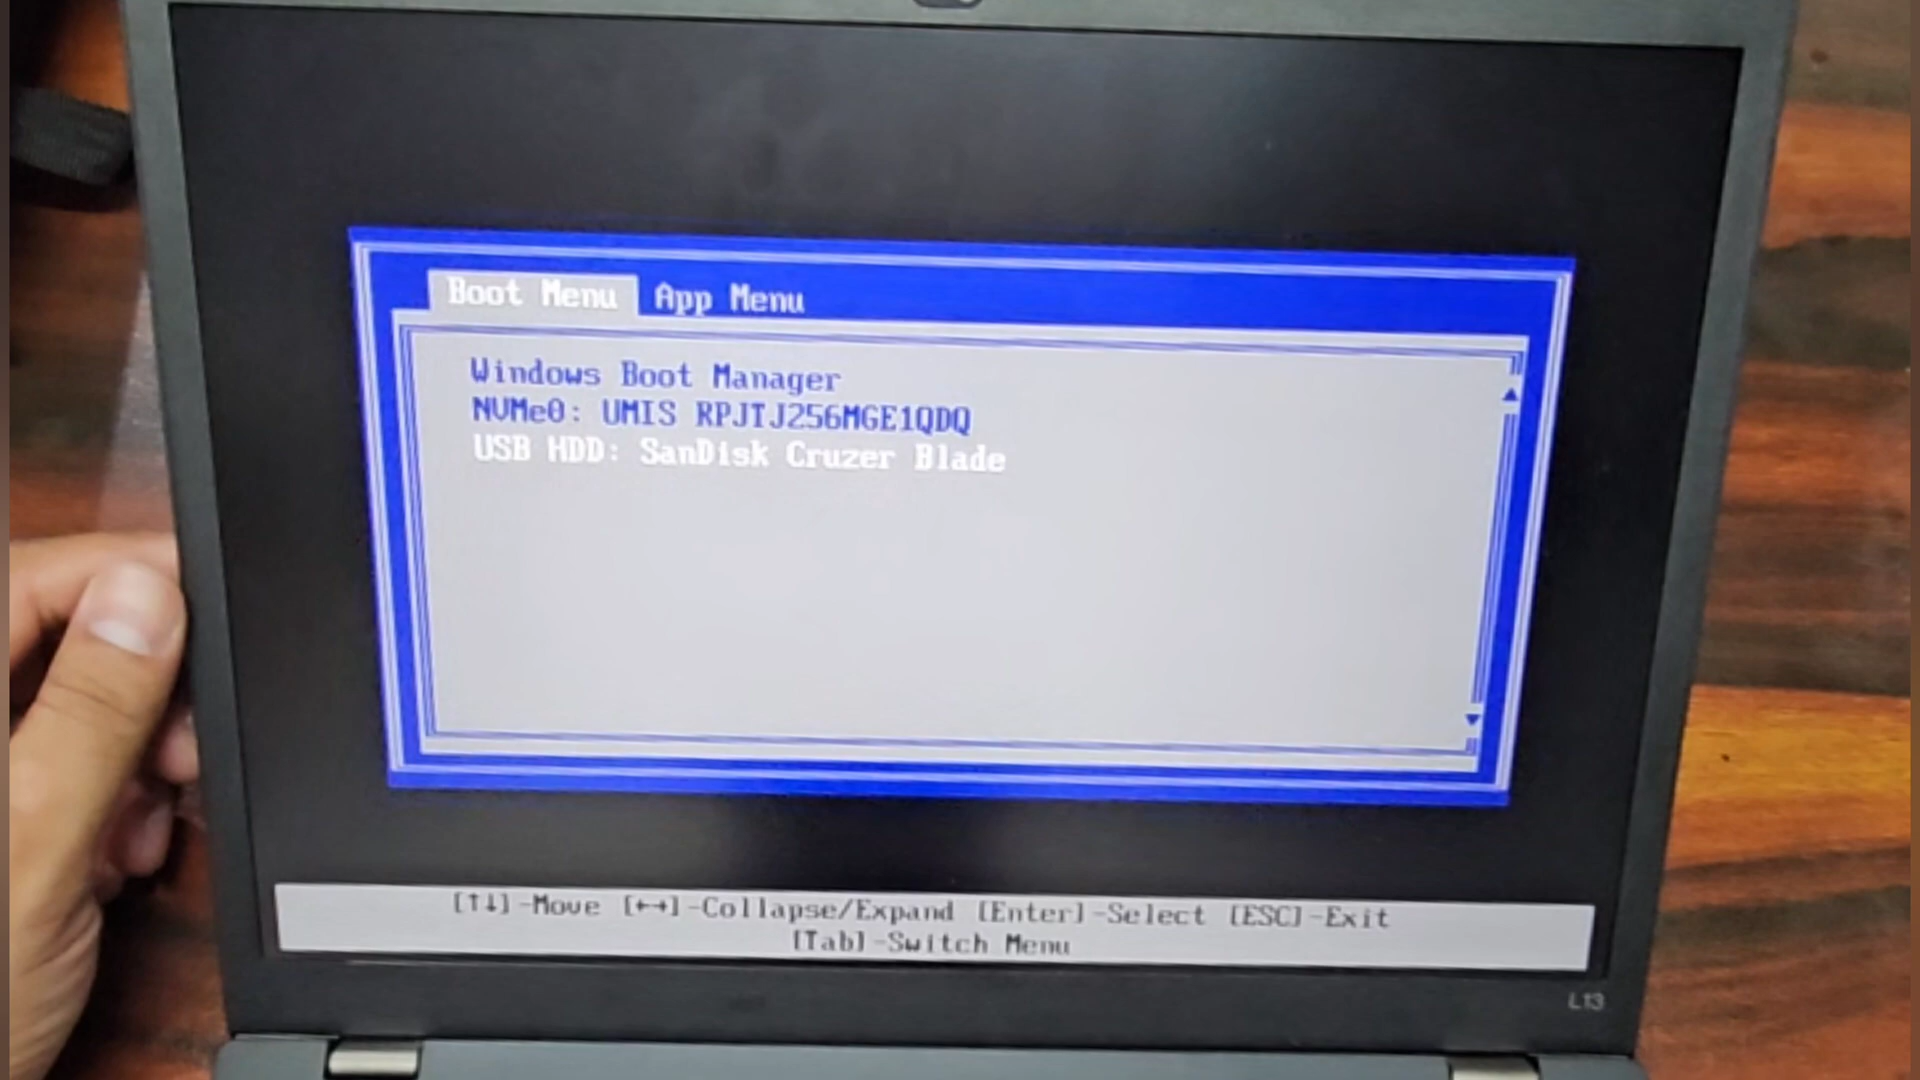 Boot Menu App Menu
Windows Boot Manager
NVMe0: UMIS RPJTJ256MGE1QDQ
USB HDD: SanDisk Cruzer Blade
[↑↓]-Move [←→]-Collapse/Expand [Enter]-Select [ESC]-Exit
[Tab]-Switch Menu
L13